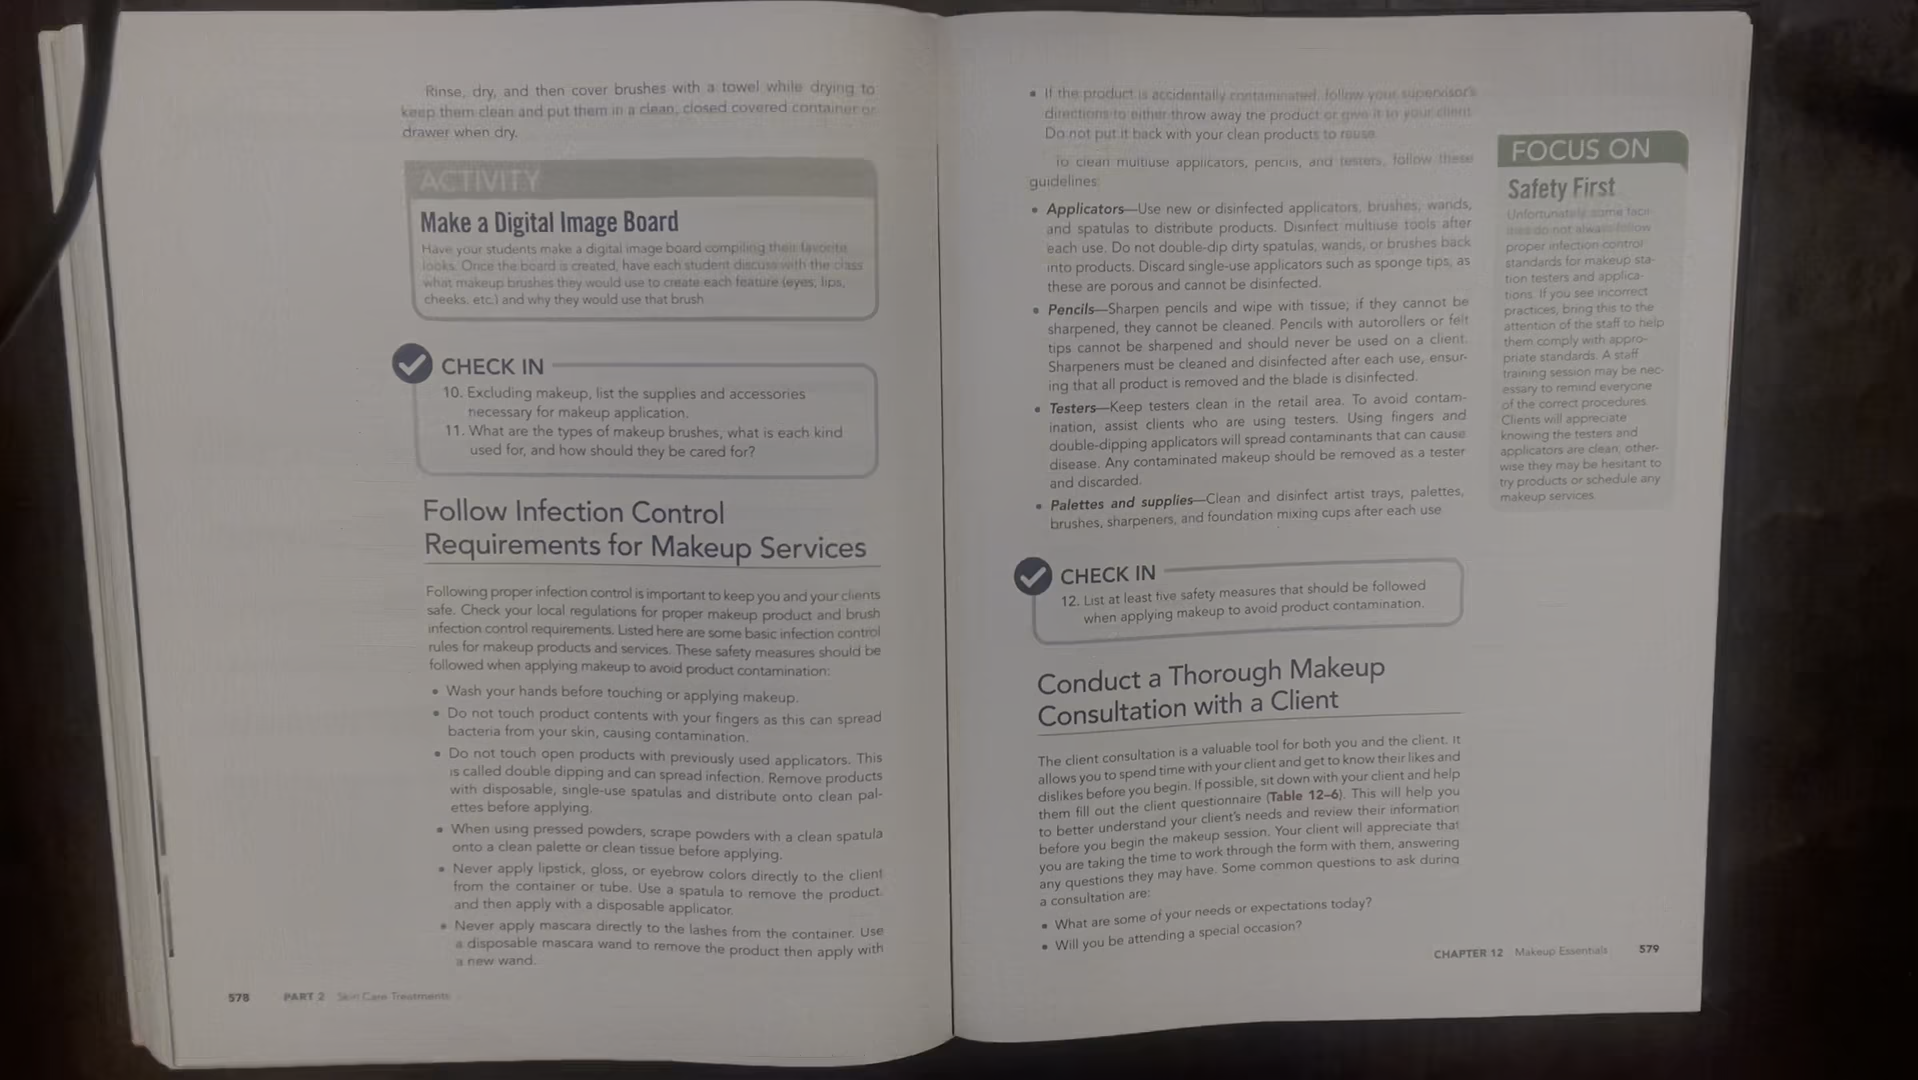 Rinse, dry, and then cover brushes with a towel while drying to
keep them clean and put them in a clean, closed covered container or
drawer when dry.
ACTIVITY
Make a Digital Image Board
Have your students make a digital image board compiling their favorite
looks. Once the board is created, have each student discuss with the class
what makeup brushes they would use to create each feature (eyes, lips,
cheeks, etc.) and why they would use that brush
CHECK IN
10. Excluding makeup, list the supplies and accessories
necessary for makeup application.
11. What are the types of makeup brushes, what is each kind
used for, and how should they be cared for?
Follow Infection Control
Requirements for Makeup Services
Following proper infection control is important to keep you and your clients
safe. Check your local regulations for proper makeup product and brush
infection control requirements. Listed here are some basic infection control
rules for makeup products and services. These safety measures should be
followed when applying makeup to avoid product contamination:
• Wash your hands before touching or applying makeup.
• Do not touch product contents with your fingers as this can spread
bacteria from your skin, causing contamination.
• Do not touch open products with previously used applicators. This
is called double dipping and can spread infection. Remove products
with disposable, single-use spatulas and distribute onto clean pal-
ettes before applying.
• When using pressed powders, scrape powders with a clean spatula
onto a clean palette or clean tissue before applying.
• Never apply lipstick, gloss, or eyebrow colors directly to the client
from the container or tube. Use a spatula to remove the product
and then apply with a disposable applicator.
• Never apply mascara directly to the lashes from the container. Use
a disposable mascara wand to remove the product then apply with
a new wand.
578 PART 2 Skin Care Treatments
• If the product is accidentally contaminated, follow your supervisor's
directions to either throw away the product or give it to your client.
Do not put it back with your clean products to reuse.
To clean multiuse applicators, pencils, and testers, follow these
guidelines:
• Applicators—Use new or disinfected applicators, brushes, wands,
and spatulas to distribute products. Disinfect multiuse tools after
each use. Do not double-dip dirty spatulas, wands, or brushes back
into products. Discard single-use applicators such as sponge tips, as
these are porous and cannot be disinfected.
• Pencils—Sharpen pencils and wipe with tissue; if they cannot be
sharpened, they cannot be cleaned. Pencils with autorollers or felt
tips cannot be sharpened and should never be used on a client.
Sharpeners must be cleaned and disinfected after each use, ensur-
ing that all product is removed and the blade is disinfected.
• Testers—Keep testers clean in the retail area. To avoid contam-
ination, assist clients who are using testers. Using fingers and
double-dipping applicators will spread contaminants that can cause
disease. Any contaminated makeup should be removed as a tester
and discarded.
• Palettes and supplies—Clean and disinfect artist trays, palettes,
brushes, sharpeners, and foundation mixing cups after each use
CHECK IN
12. List at least five safety measures that should be followed
when applying makeup to avoid product contamination.
Conduct a Thorough Makeup
Consultation with a Client
The client consultation is a valuable tool for both you and the client. It
allows you to spend time with your client and get to know their likes and
dislikes before you begin. If possible, sit down with your client and help
them fill out the client questionnaire (Table 12–6). This will help you
to better understand your client's needs and review their information
before you begin the makeup session. Your client will appreciate that
you are taking the time to work through the form with them, answering
any questions they may have. Some common questions to ask during
a consultation are:
• What are some of your needs or expectations today?
• Will you be attending a special occasion?
FOCUS ON
Safety First
Unfortunately, some facil-
ities do not always follow
proper infection control
standards for makeup sta-
tion testers and applica-
tions. If you see incorrect
practices, bring this to the
attention of the staff to help
them comply with appro-
priate standards. A staff
training session may be nec-
essary to remind everyone
of the correct procedures.
Clients will appreciate
knowing the testers and
applicators are clean, other-
wise they may be hesitant to
try products or schedule any
makeup services.
CHAPTER 12 Makeup Essentials 579